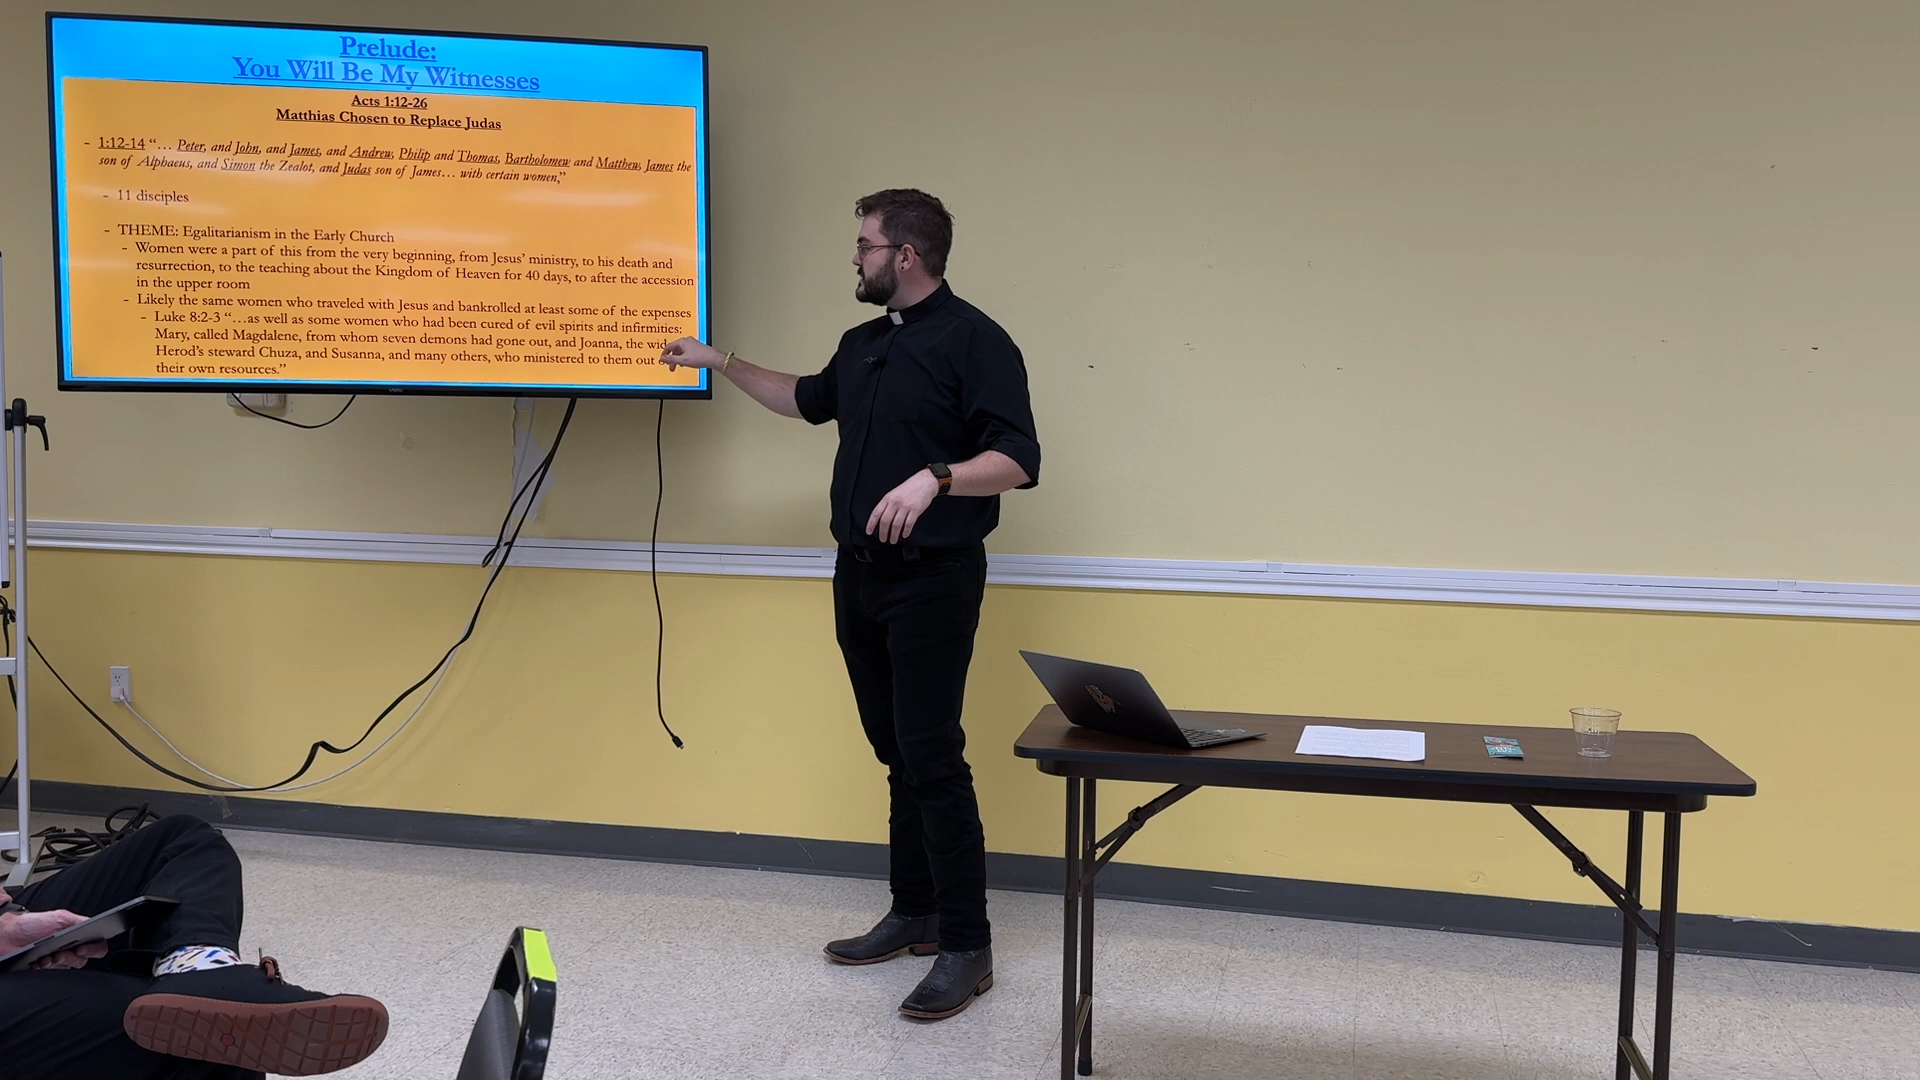 Prelude:
You Will Be My Witnesses
Acts 1:12-26
Matthias Chosen to Replace Judas
- 1:12-14 “… Peter, and John, and James, and Andrew, Philip and Thomas, Bartholomew and Matthew, James the
son of Alphaeus, and Simon the Zealot, and Judas son of James… with certain women,”
- 11 disciples
- THEME: Egalitarianism in the Early Church
- Women were a part of this from the very beginning, from Jesus’ ministry, to his death and
resurrection, to the teaching about the Kingdom of Heaven for 40 days, to after the accession
in the upper room
- Likely the same women who traveled with Jesus and bankrolled at least some of the expenses
- Luke 8:2-3 “…as well as some women who had been cured of evil spirits and infirmities:
Mary, called Magdalene, from whom seven demons had gone out, and Joanna, the
Herod’s steward Chuza, and Susanna, and many others, who ministered to them out
their own resources.”